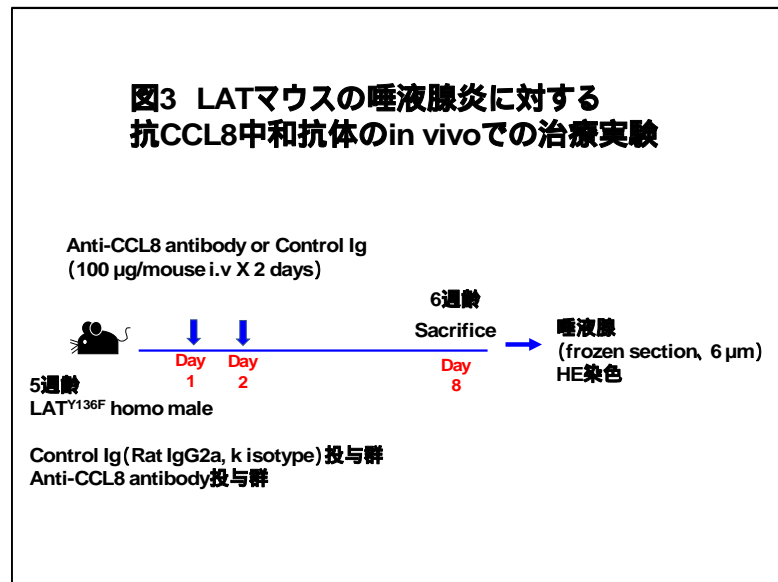 図3 LATマウスの唾液腺炎に対する
抗CCL8中和抗体のin vivoでの治療実験
Anti-CCL8 antibody or Control Ig
(100 µg/mouse i.v X 2 days)
6週齢
Sacrifice
唾液腺
(frozen section、6 µm)
HE染色
Day
1
Day
2
Day
8
5週齢
LATY136F homo male
Control Ig(Rat IgG2a, k isotype)投与群
Anti-CCL8 antibody投与群